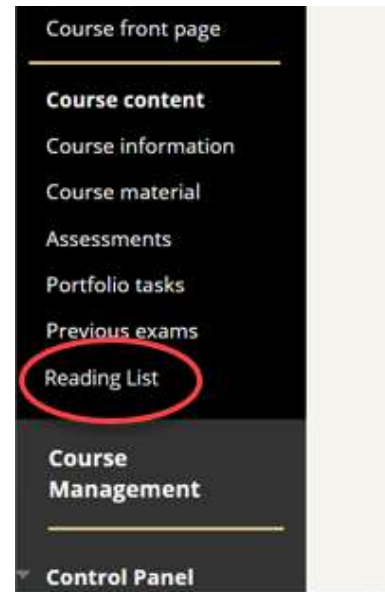 Course front page
Course content
Course information
Course material
Assessments
Portfolio tasks
Previous exams
Reading List
Course
Management
Control Panel